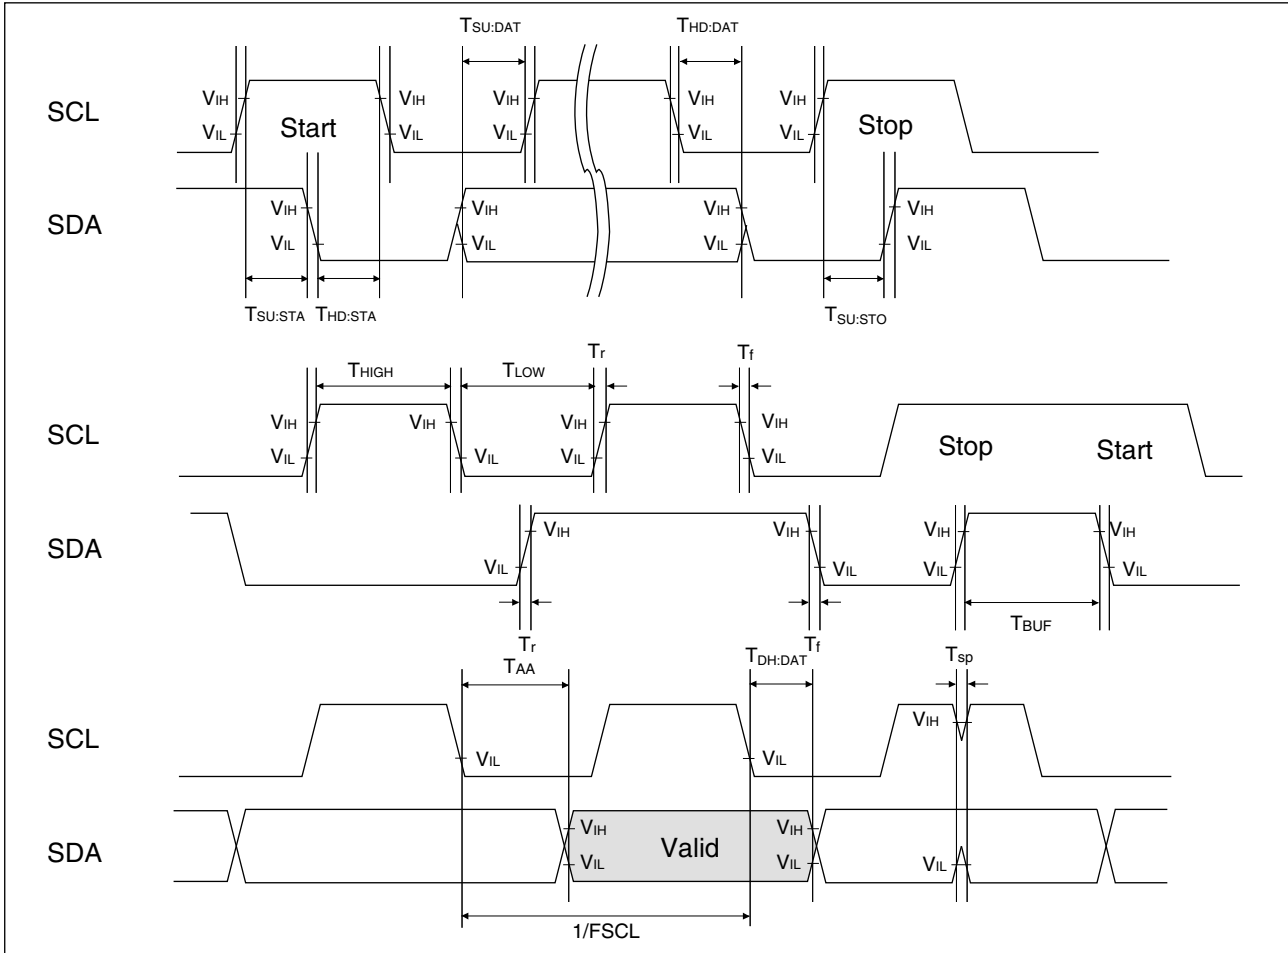 TSU:DAT THD:DAT
SCL VIH VIH VIH VIH VIH
VIL Start VIL VIL VIL VIL Stop
SDA VIH VIH VIH VIH
VIL VIL VIL VIL
TSU:STA THD:STA TSU:STO
Tr Tf
THIGH TLOW
SCL VIH VIH VIH VIH
VIL VIL VIL VIL Stop Start
SDA VIH VIH VIH VIH
VIL VIL VIL VIL
TBUF
Tr Tf
TAA TDH:DAT Tsp
SCL VIH
VIL VIL
SDA VIH Valid VIH
VIL VIL VIL
1/FSCL